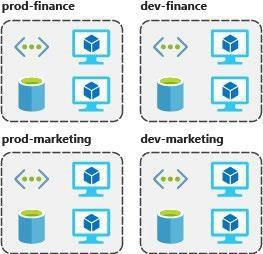 prod-finance
dev-finance
prod-marketing
dev-marketing